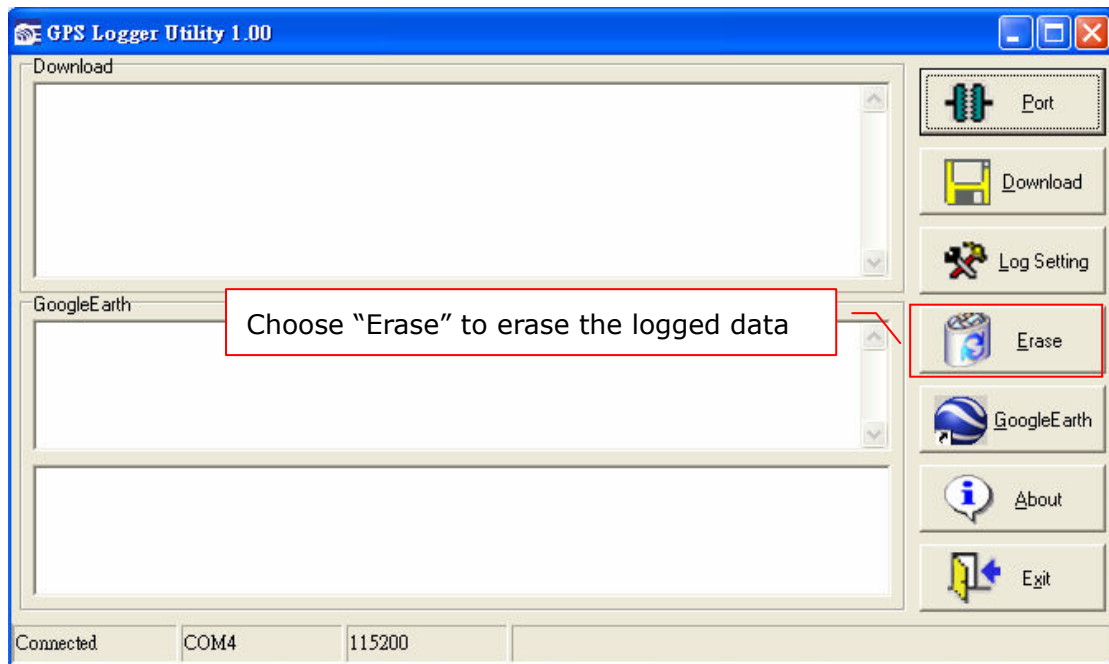 GPS Logger Utility 1.00
Download
Port
Download
Log Setting
GoogleEarth
Choose “Erase” to erase the logged data
Erase
GoogleEarth
About
Exit
Connected COM4 115200